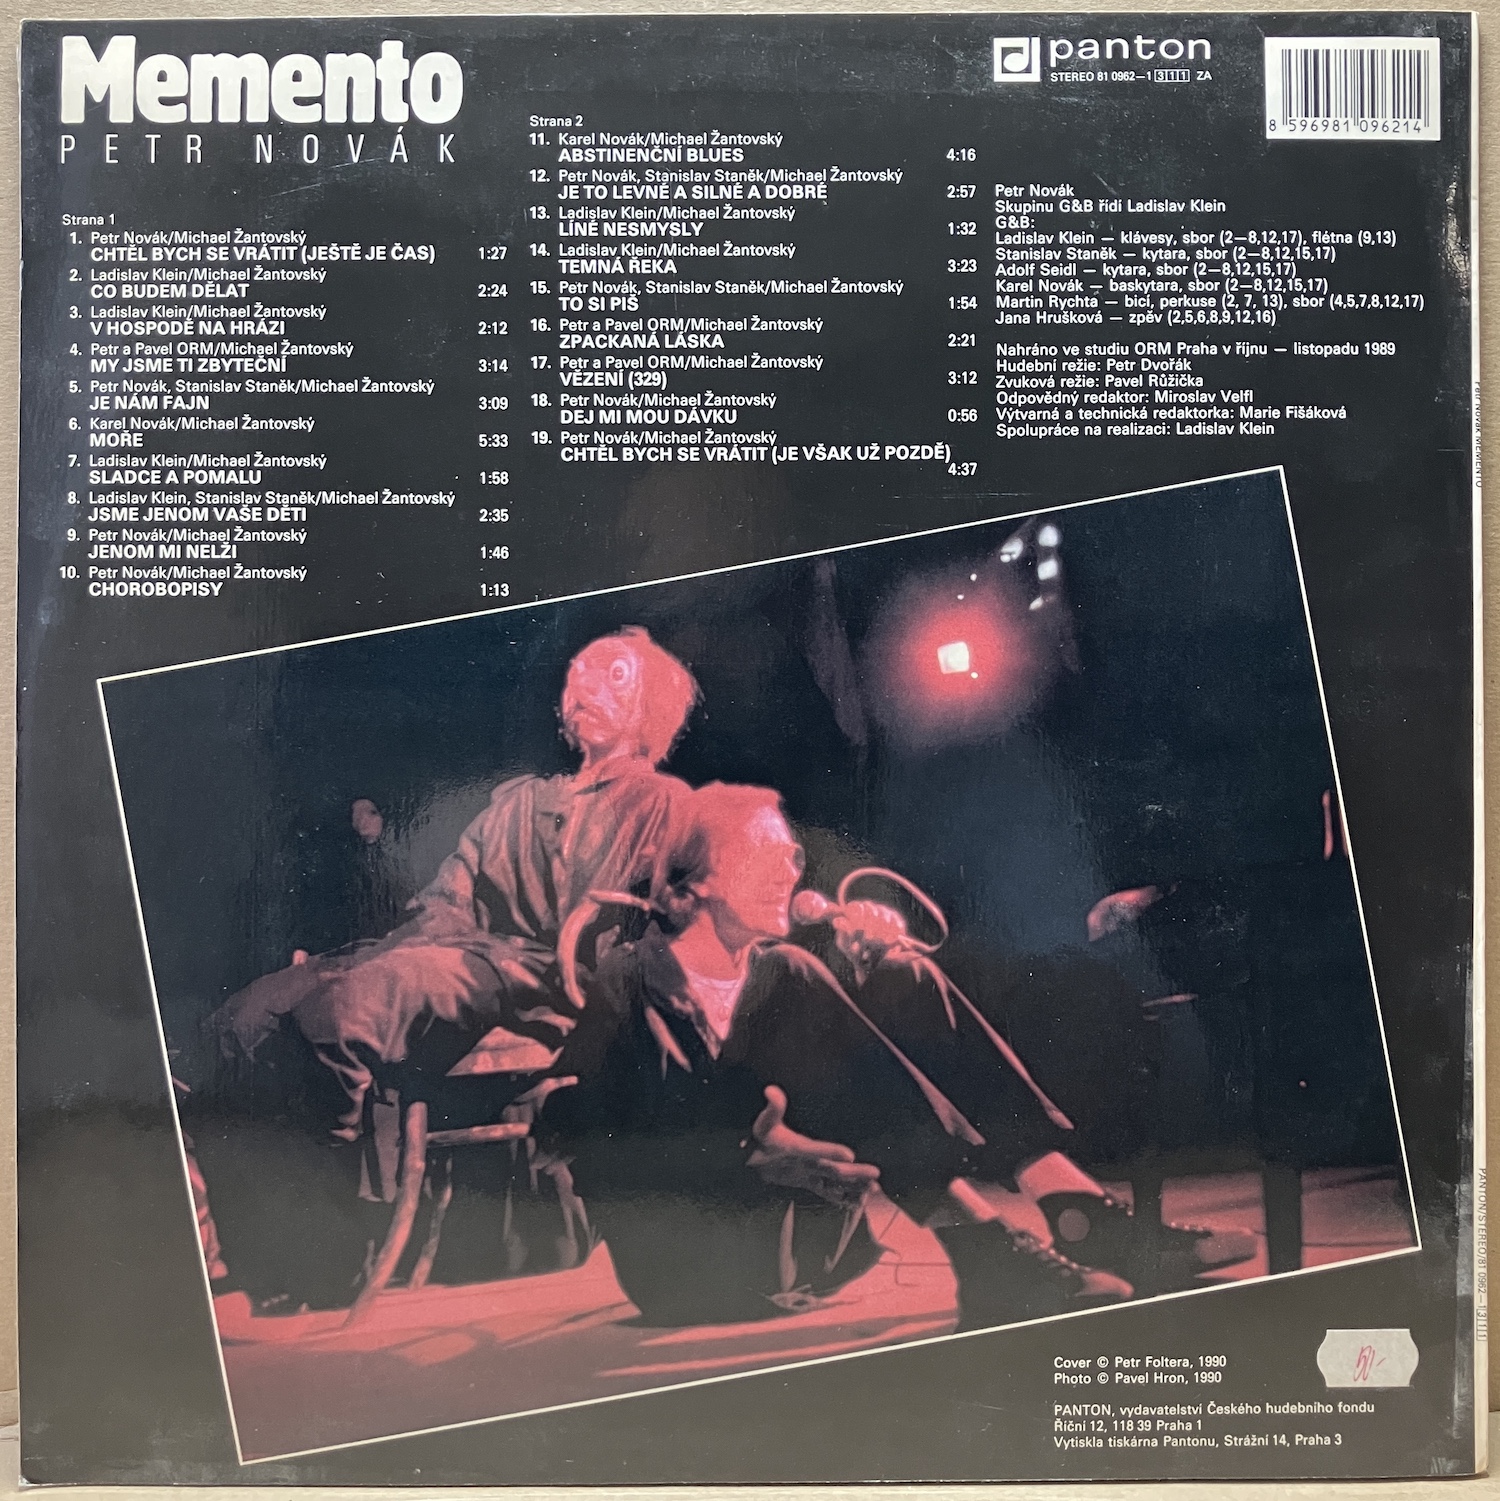 Memento
PETR NOVÁK
Strana 1
1. Petr Novák/Michael Žantovský
CHTĚL BYCH SE VRÁTIT (JEŠTĚ JE ČAS) 1:27
2. Ladislav Klein/Michael Žantovský
CO BUDEM DĚLAT 2:24
3. Ladislav Klein/Michael Žantovský
V HOSPODĚ NA HRÁZI 2:12
4. Petr a Pavel ORM/Michael Žantovský
MY JSME TI ZBYTEČNÍ 3:14
5. Petr Novák, Stanislav Staněk/Michael Žantovský
JE NÁM FAJN 3:09
6. Karel Novák/Michael Žantovský
MOŘE 5:33
7. Ladislav Klein/Michael Žantovský
SLADCE A POMALU 1:58
8. Ladislav Klein, Stanislav Staněk/Michael Žantovský
JSME JENOM VAŠE DĚTI 2:35
9. Petr Novák/Michael Žantovský
JENOM MI NELŽI 1:46
10. Petr Novák/Michael Žantovský
CHOROBOPISY 1:13
Strana 2
11. Karel Novák/Michael Žantovský
ABSTINENČNÍ BLUES 4:16
12. Petr Novák, Stanislav Staněk/Michael Žantovský
JE TO LEVNÉ A SILNÉ A DOBRÉ 2:57
13. Ladislav Klein/Michael Žantovský
LÍNÉ NESMYSLY 1:32
14. Ladislav Klein/Michael Žantovský
TEMNÁ ŘEKA 3:23
15. Petr Novák, Stanislav Staněk/Michael Žantovský
TO SI PIŠ 1:54
16. Petr a Pavel ORM/Michael Žantovský
ZPACKANÁ LÁSKA 2:21
17. Petr a Pavel ORM/Michael Žantovský
VĚZENÍ (329) 3:12
18. Petr Novák/Michael Žantovský
DEJ MI MOU DÁVKU 0:56
19. Petr Novák/Michael Žantovský
CHTĚL BYCH SE VRÁTIT (JE VŠAK UŽ POZDĚ)
4:37
panton
STEREO 81 0962–1 311 ZA
8 596981 096214
Petr Novák
Skupinu G&B řídí Ladislav Klein
G&B:
Ladislav Klein — klávesy, sbor (2—8,12,17), flétna (9,13)
Stanislav Staněk — kytara, sbor (2—8,12,15,17)
Adolf Seidl — kytara, sbor (2—8,12,15,17)
Karel Novák — baskytara, sbor (2—8,12,15,17)
Martin Rychta — bicí, perkuse (2, 7, 13), sbor (4,5,7,8,12,17)
Jana Hrušková — zpěv (2,5,6,8,9,12,16)
Nahráno ve studiu ORM Praha v říjnu — listopadu 1989
Hudební režie: Petr Dvořák
Zvuková režie: Pavel Růžička
Odpovědný redaktor: Miroslav Velfl
Výtvarná a technická redaktorka: Marie Fišáková
Spolupráce na realizaci: Ladislav Klein
PETR NOVÁK MEMENTO
PANTON/STEREO/81 0962–1 311
Cover © Petr Foltera, 1990
Photo © Pavel Hron, 1990
50,-
PANTON, vydavatelství Českého hudebního fondu
Říční 12, 118 39 Praha 1
Vytiskla tiskárna Pantonu, Strážní 14, Praha 3